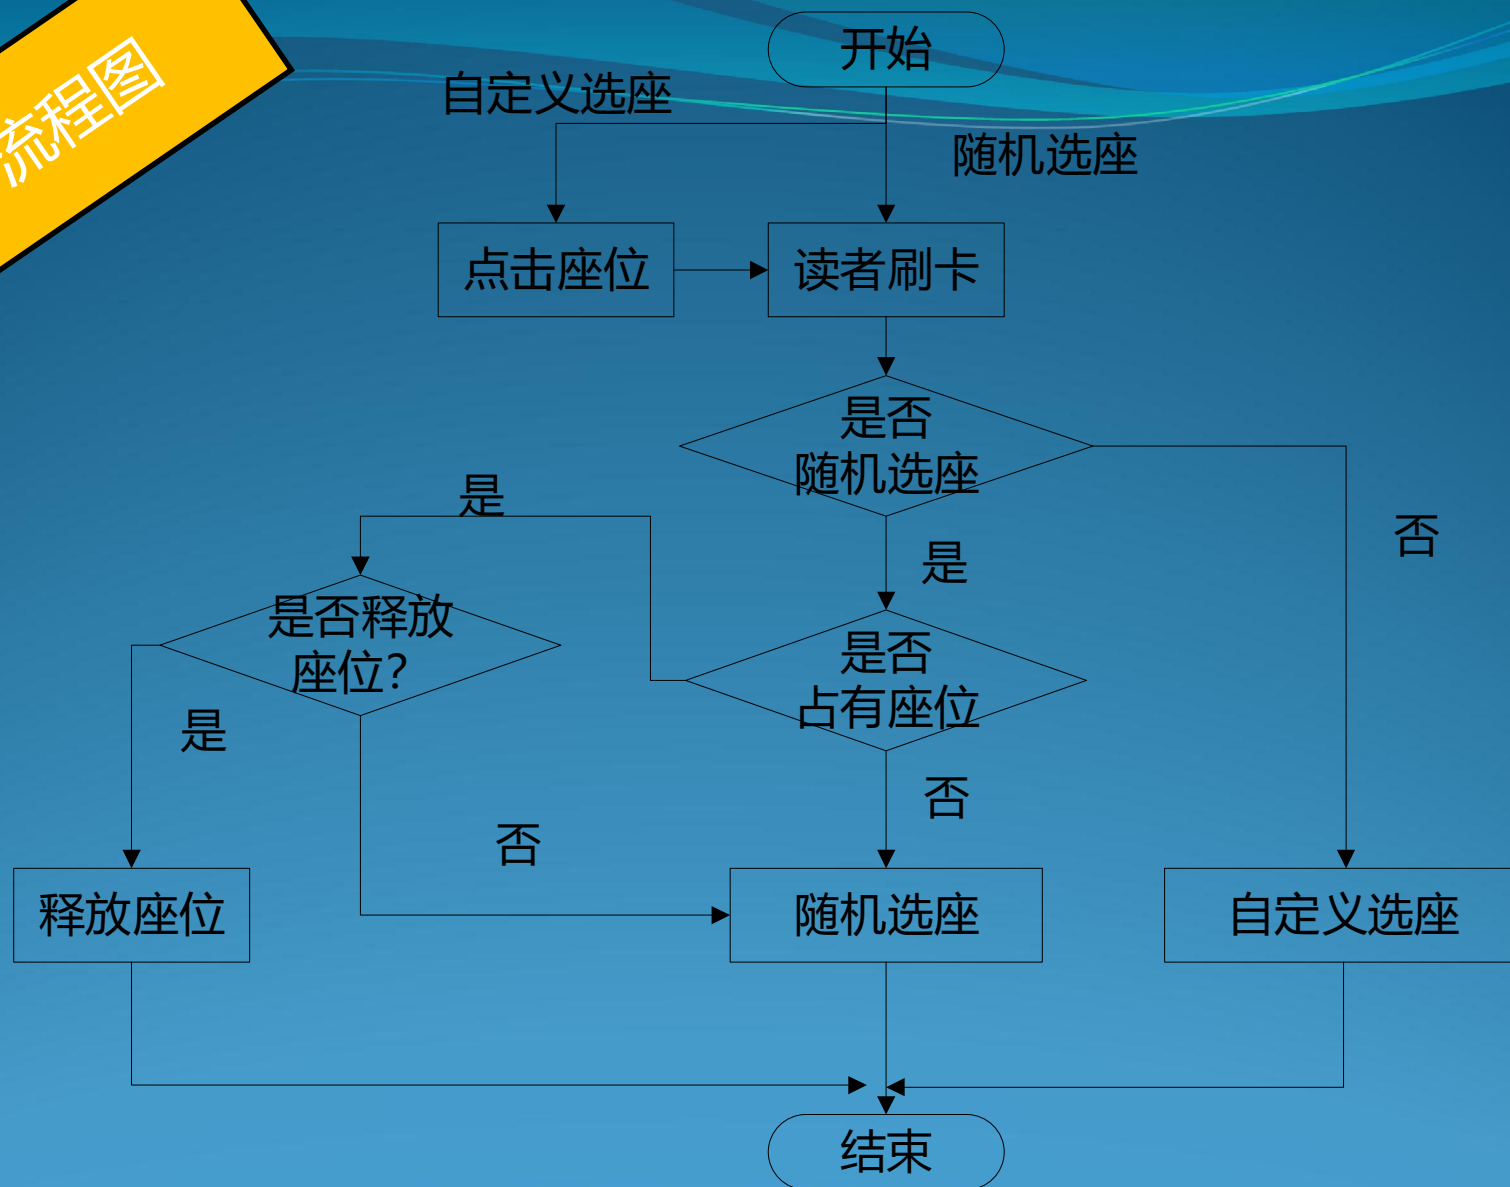 流程图
开始
自定义选座
随机选座
点击座位
读者刷卡
是否
随机选座
是
否
是
是否释放
座位？
是否
占有座位
是
否
否
释放座位
随机选座
自定义选座
结束